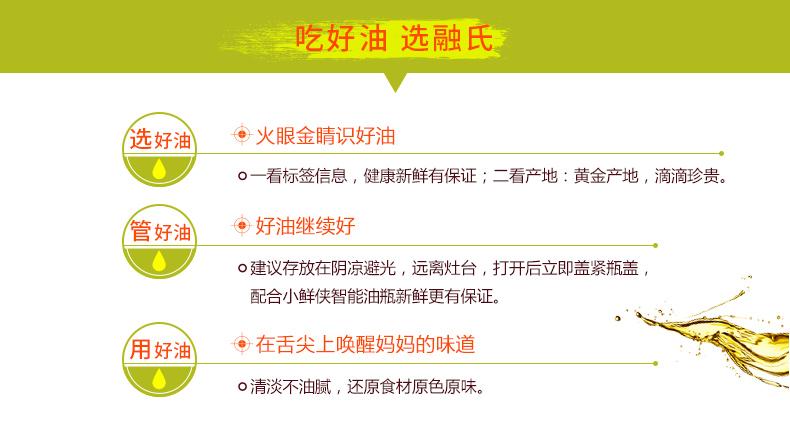 吃好油 选融氏
选好油
火眼金睛识好油
一看标签信息，健康新鲜有保证；二看产地：黄金产地，滴滴珍贵。
管好油
好油继续好
建议存放在阴凉避光，远离灶台，打开后立即盖紧瓶盖，
配合小鲜侠智能油瓶新鲜更有保证。
用好油
在舌尖上唤醒妈妈的味道
清淡不油腻，还原食材原色原味。